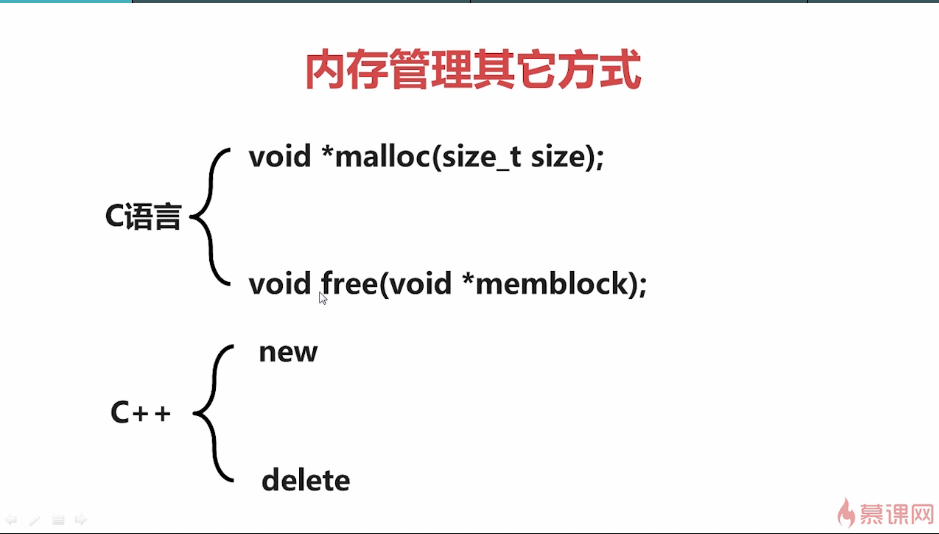 内存管理其它方式
void *malloc(size_t size);
C语言
void free(void *memblock);
new
C++
delete
慕课网